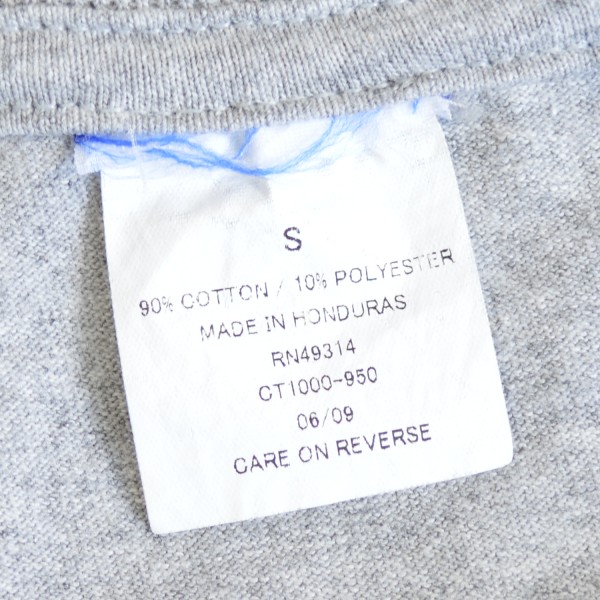 S
90% COTTON / 10% POLYESTER
MADE IN HONDURAS
RN49314
CT1000-950
06/09
CARE ON REVERSE